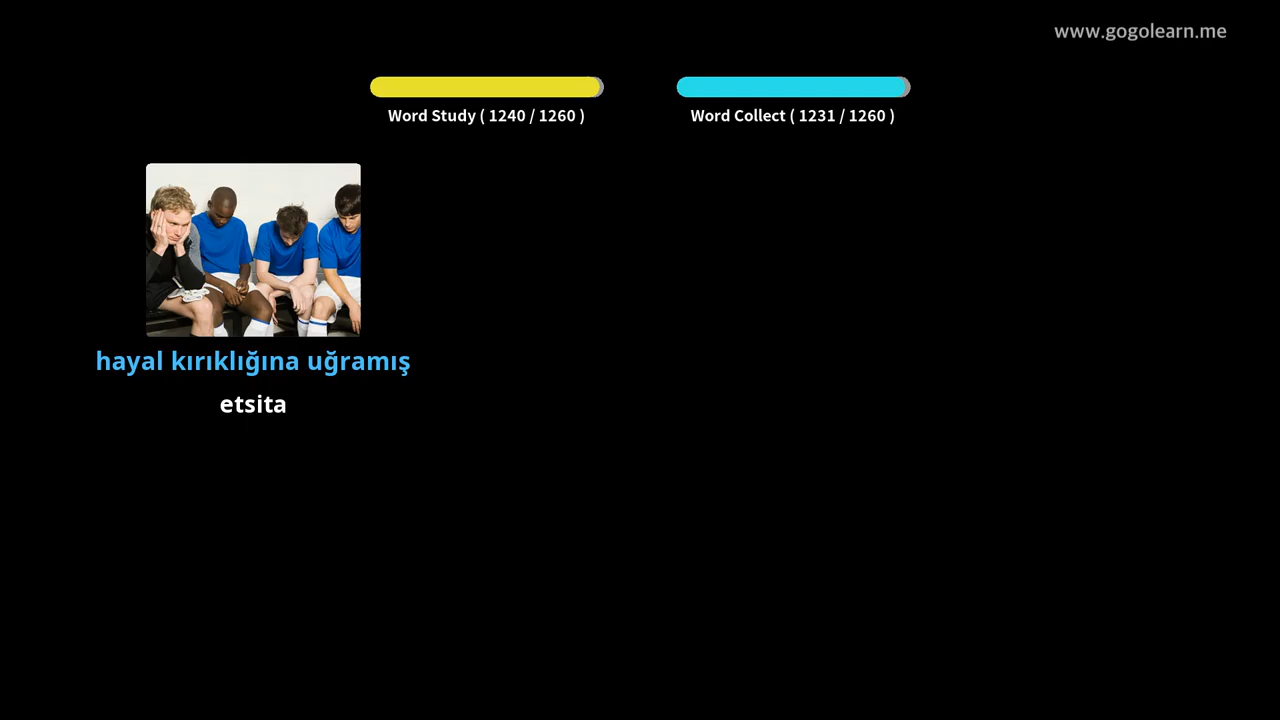 www.gogolearn.me
Word Study ( 1240 / 1260 )
Word Collect ( 1231 / 1260 )
hayal kırıklığına uğramış
etsita